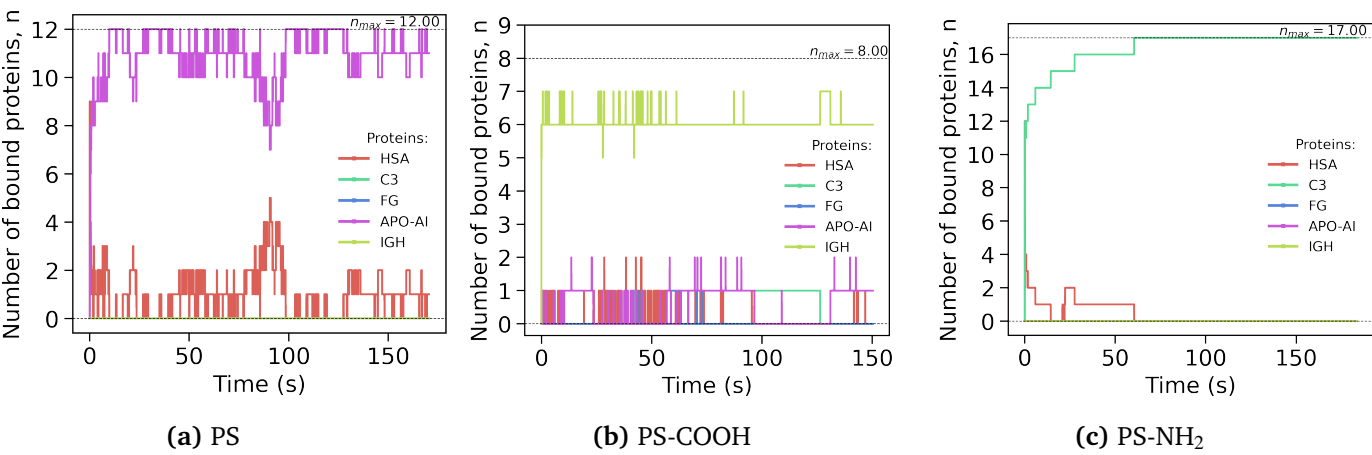 Number of bound proteins, n
12
10
8
6
4
2
0
n_max = 12.00
Proteins:
HSA
C3
FG
APO-AI
IGH
0
50
100
150
Time (s)
(a) PS
Number of bound proteins, n
9
8
7
6
5
4
3
2
1
0
n_max = 8.00
Proteins:
HSA
C3
FG
APO-AI
IGH
0
50
100
150
Time (s)
(b) PS-COOH
Number of bound proteins, n
16
14
12
10
8
6
4
2
0
n_max = 17.00
Proteins:
HSA
C3
FG
APO-AI
IGH
0
50
100
150
Time (s)
(c) PS-NH₂